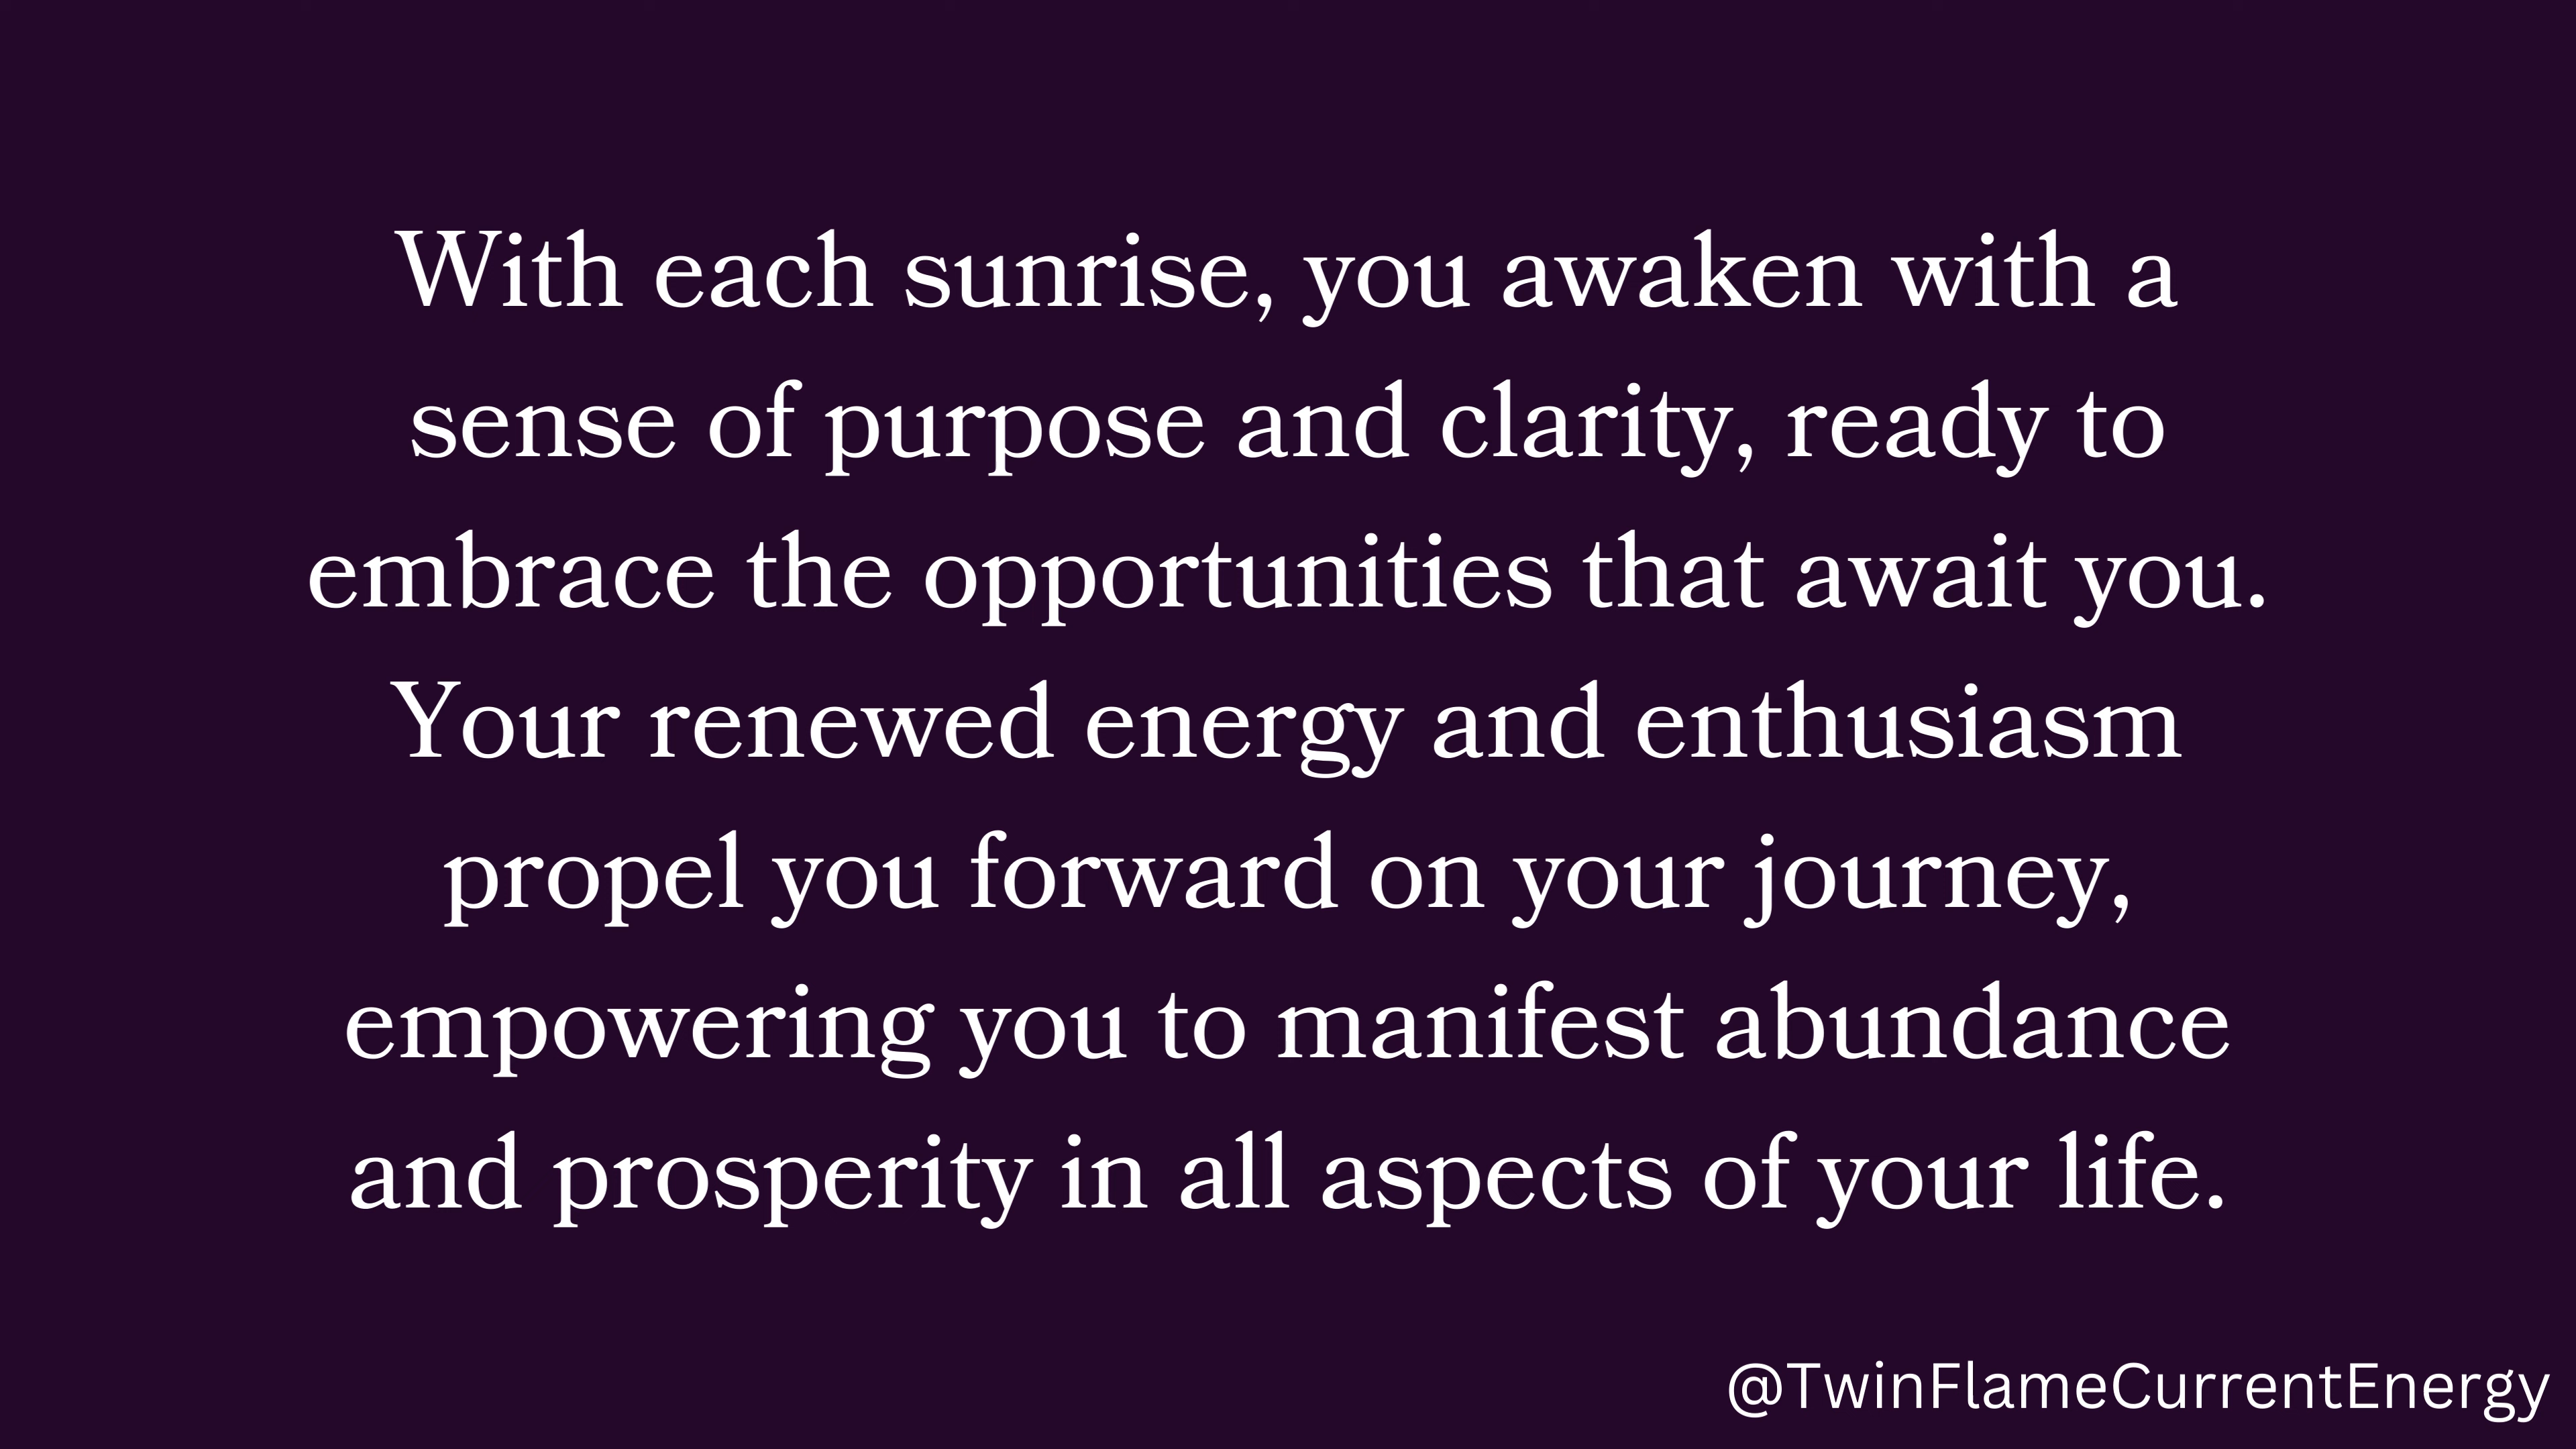 With each sunrise, you awaken with a
sense of purpose and clarity, ready to
embrace the opportunities that await you.
Your renewed energy and enthusiasm
propel you forward on your journey,
empowering you to manifest abundance
and prosperity in all aspects of your life.
@TwinFlameCurrentEnergy